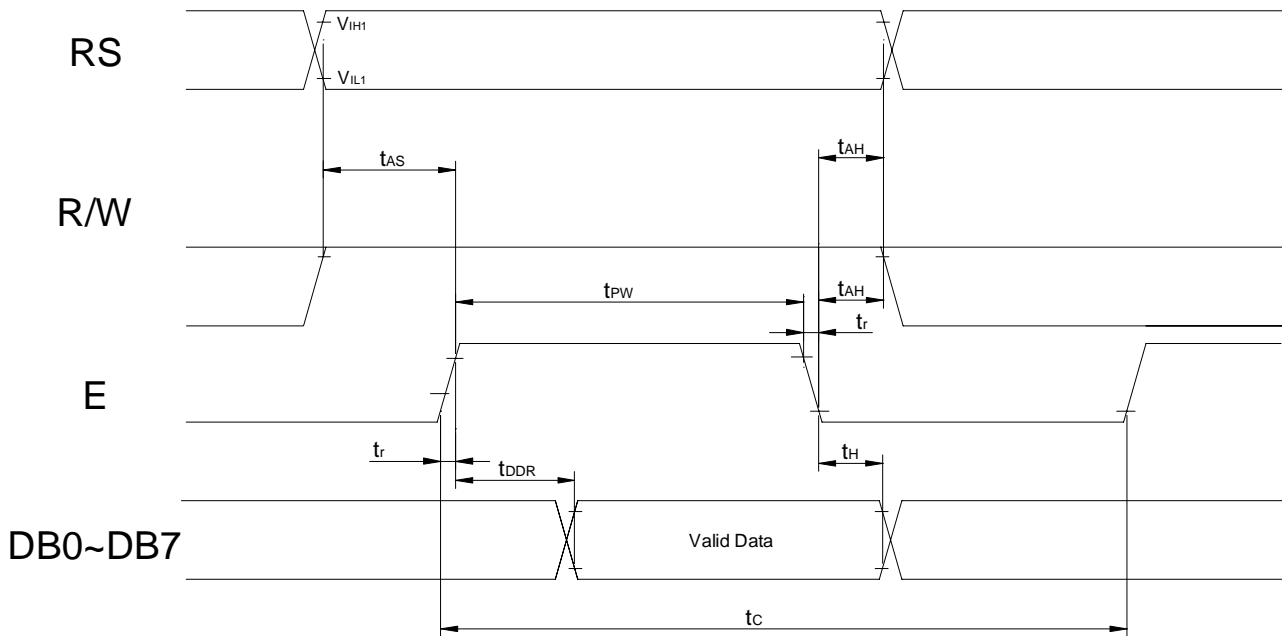 RS
VIH1
VIL1
tAS
tAH
R/W
tPW
tAH
tr
E
tr
tDDR
tH
DB0~DB7
Valid Data
tC